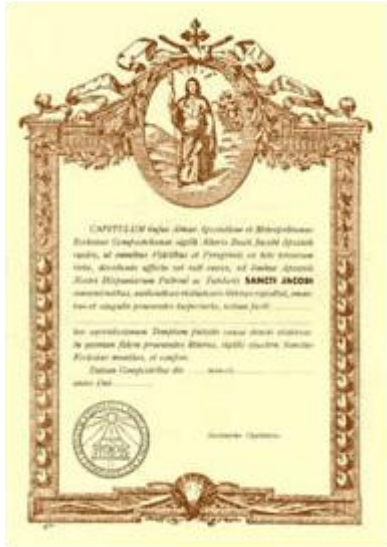 CAPITULUM hujus Almae Apostolicae et Metropolitanae
Ecclesiae Compostellanae sigilli Altaris Beati Jacobi Apostoli
custos, ut omnibus Fidelibus et Peregrinis ex toto terrarum
Orbe, devotionis affectu vel voti causa, ad limina Apostoli
Nostri Hispaniarum Patroni ac Tutelaris SANCTI JACOBI
convenientibus, authenticas visitationis litteras expediat, omni-
bus et singulis praesentes inspecturis, notum facit:
hoc sacratissimum Templum pietatis causa devote visitasse.
In quorum fidem praesentes litteras, sigillo ejusdem Sanctae
Ecclesiae munitas, ei confero.
Datum Compostellae die mensis
anno Dni
Secretarius Capitularis